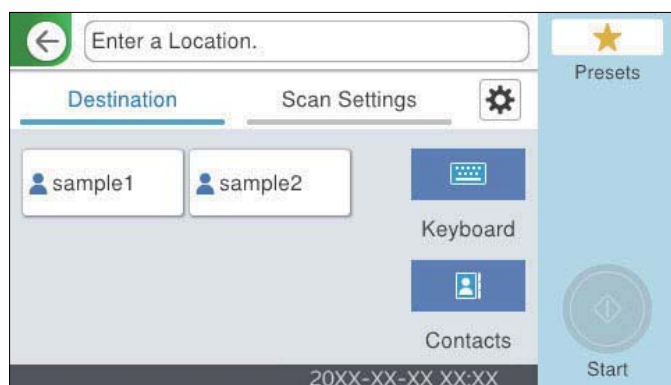 Enter a Location.
Presets
Destination
Scan Settings
sample1
sample2
Keyboard
Contacts
20XX-XX-XX XX:XX
Start